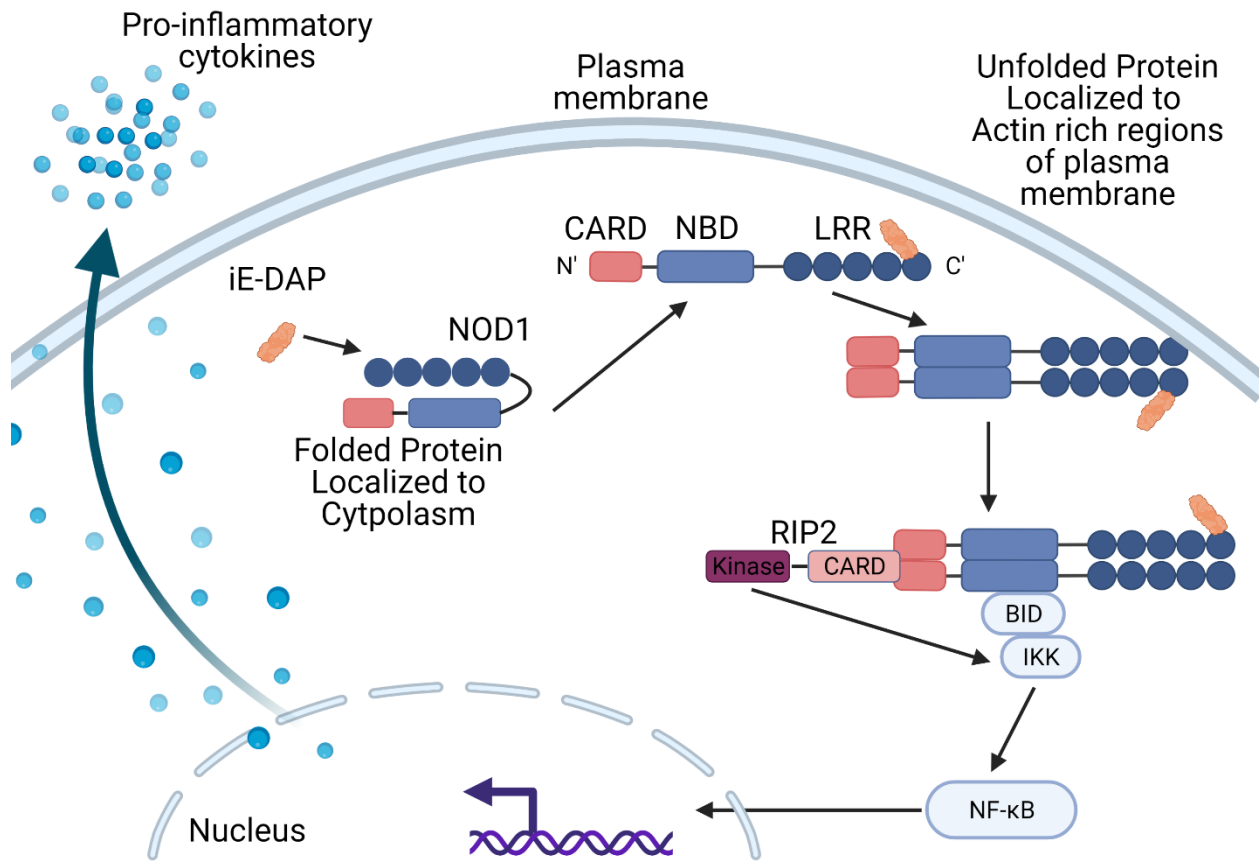 Pro-inflammatory
cytokines
Plasma
membrane
Unfolded Protein
Localized to
Actin rich regions
of plasma
membrane
CARD
NBD
LRR
N'
C'
iE-DAP
NOD1
Folded Protein
Localized to
Cytpolasm
RIP2
Kinase
CARD
BID
IKK
NF-κB
Nucleus